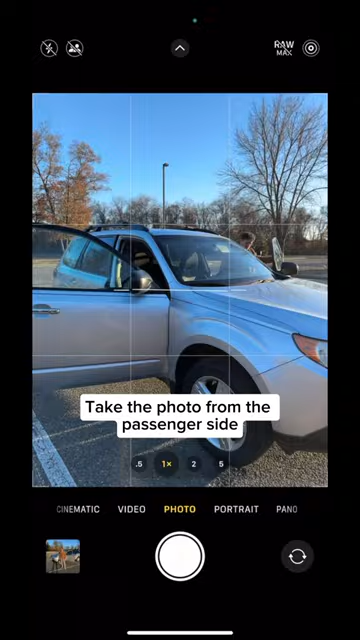 RAW
MAX
Take the photo from the
passenger side
.5
1×
2
5
CINEMATIC
VIDEO
PHOTO
PORTRAIT
PANO